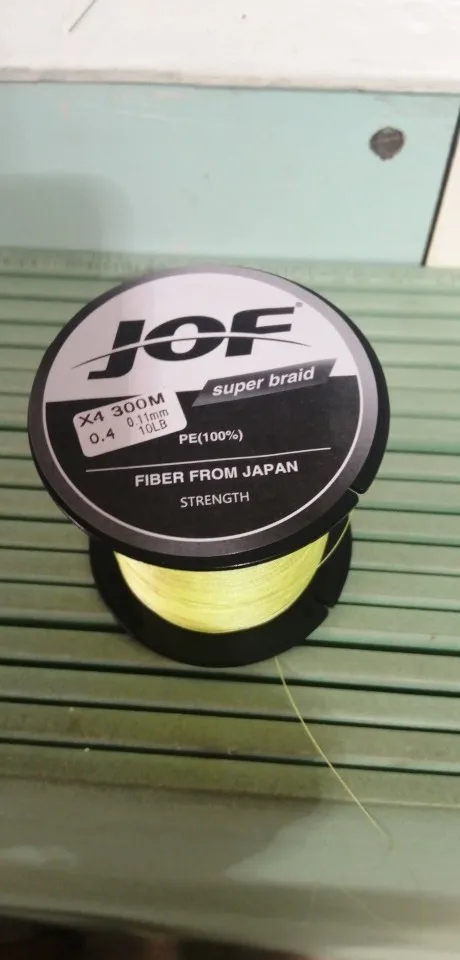 JOF®
super braid
X4 300M
0.4 0.11mm
10LB
PE(100%)
FIBER FROM JAPAN
STRENGTH